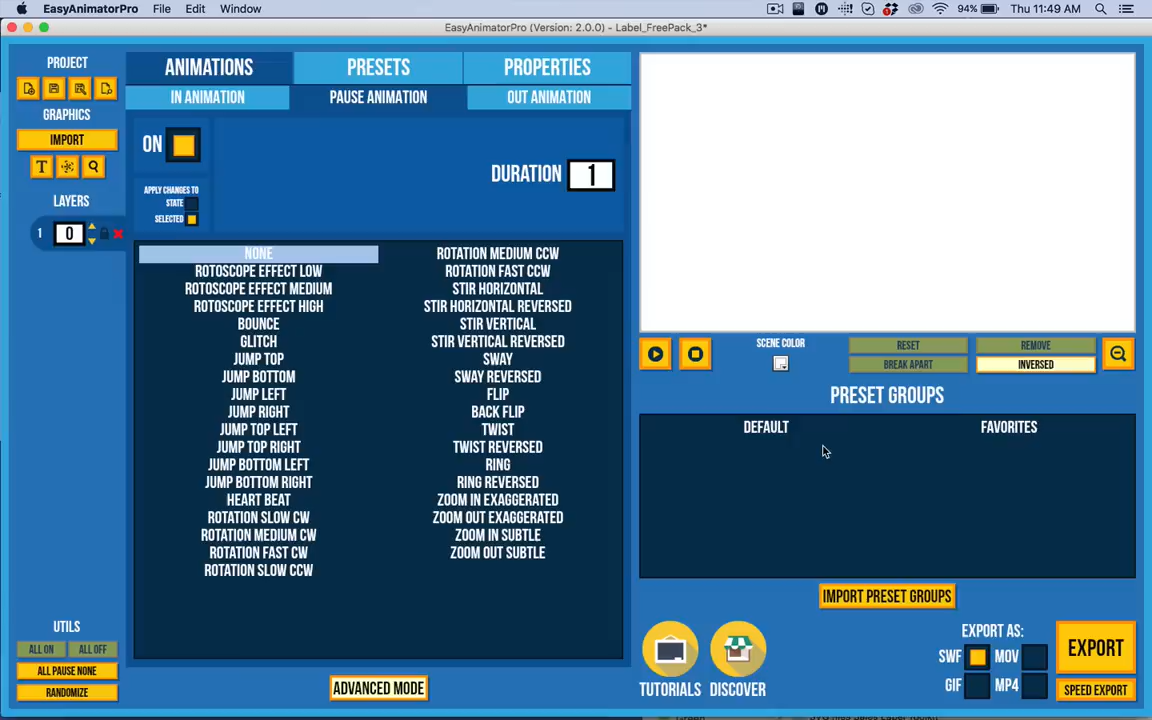 EasyAnimatorPro File Edit Window 94% Thu 11:49 AM
EasyAnimatorPro (Version: 2.0.0) - Label_FreePack_3*
PROJECT
GRAPHICS
IMPORT
T
LAYERS
1 0
UTILS
ALL ON ALL OFF
ALL PAUSE NONE
RANDOMIZE
ANIMATIONS PRESETS PROPERTIES
IN ANIMATION PAUSE ANIMATION OUT ANIMATION
ON
DURATION 1
APPLY CHANGES TO
STATE
SELECTED
NONE
ROTOSCOPE EFFECT LOW
ROTOSCOPE EFFECT MEDIUM
ROTOSCOPE EFFECT HIGH
BOUNCE
GLITCH
JUMP TOP
JUMP BOTTOM
JUMP LEFT
JUMP RIGHT
JUMP TOP LEFT
JUMP TOP RIGHT
JUMP BOTTOM LEFT
JUMP BOTTOM RIGHT
HEART BEAT
ROTATION SLOW CW
ROTATION MEDIUM CW
ROTATION FAST CW
ROTATION SLOW CCW
ROTATION MEDIUM CCW
ROTATION FAST CCW
STIR HORIZONTAL
STIR HORIZONTAL REVERSED
STIR VERTICAL
STIR VERTICAL REVERSED
SWAY
SWAY REVERSED
FLIP
BACK FLIP
TWIST
TWIST REVERSED
RING
RING REVERSED
ZOOM IN EXAGGERATED
ZOOM OUT EXAGGERATED
ZOOM IN SUBTLE
ZOOM OUT SUBTLE
ADVANCED MODE
SCENE COLOR
RESET REMOVE
BREAK APART INVERSED
PRESET GROUPS
DEFAULT FAVORITES
IMPORT PRESET GROUPS
TUTORIALS DISCOVER
EXPORT AS:
SWF MOV
GIF MP4
EXPORT
SPEED EXPORT